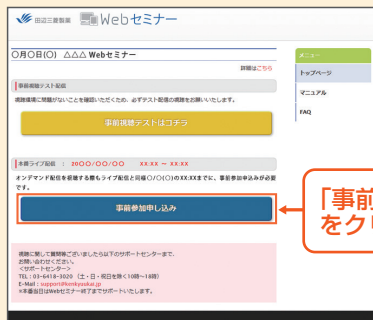 田辺三菱製薬 Webセミナー
〇月〇日(〇) △△△ Webセミナー
詳細はこちら
事前視聴テスト配信
視聴環境に問題がないことを確認いただくため、必ずテスト配信の視聴をお願いいたします。
事前視聴テストはコチラ
本番ライブ配信 : 20〇〇/〇〇/〇〇 XX:XX ～ XX:XX
オンデマンド配信を視聴する際もライブ配信と同様〇/〇(〇)のXX:XXまでに、事前参加申込みが必要
です。
事前参加申し込み
視聴に関して質問等ございましたら以下のサポートセンターまで、
お問い合わせください。
<サポートセンター>
TEL : 03-6418-3020 (土・日・祝日を除く10時～18時)
E-Mail : support@kenkyuukai.jp
※本番当日はWebセミナー終了までサポートいたします。
メニュー
トップページ
マニュアル
FAQ
「事前
をクリ